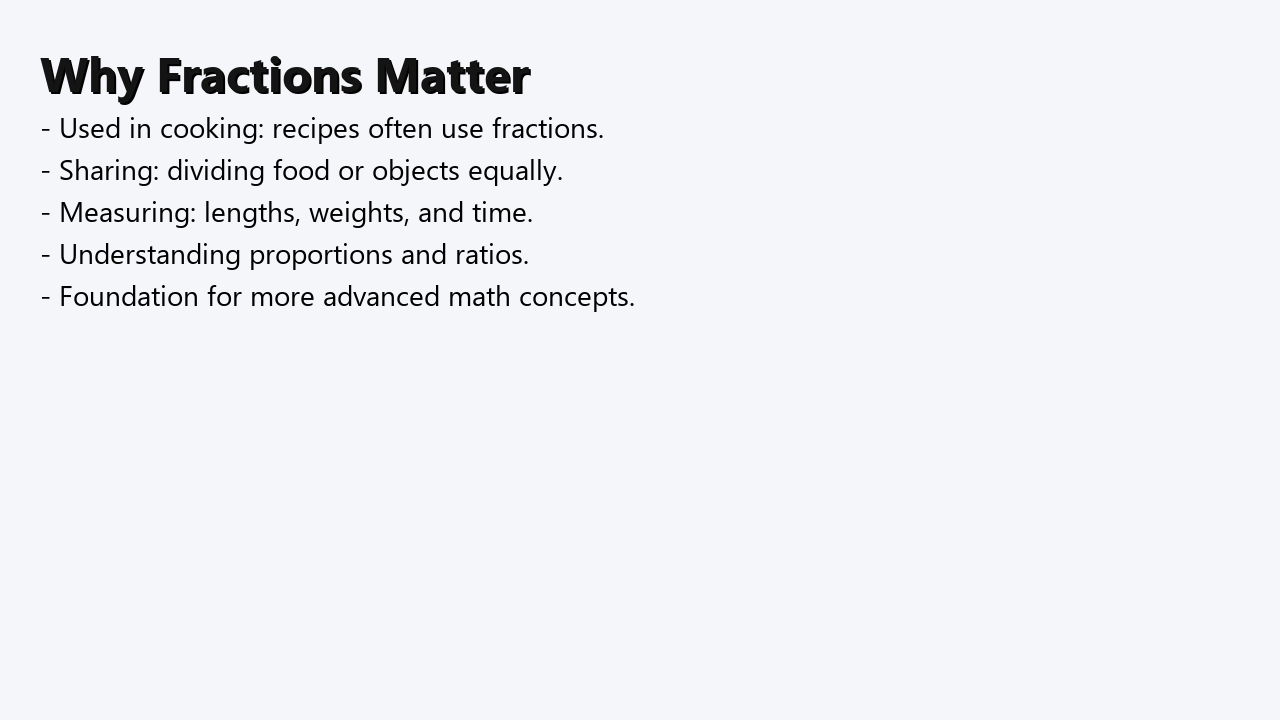 Why Fractions Matter
- Used in cooking: recipes often use fractions.
- Sharing: dividing food or objects equally.
- Measuring: lengths, weights, and time.
- Understanding proportions and ratios.
- Foundation for more advanced math concepts.